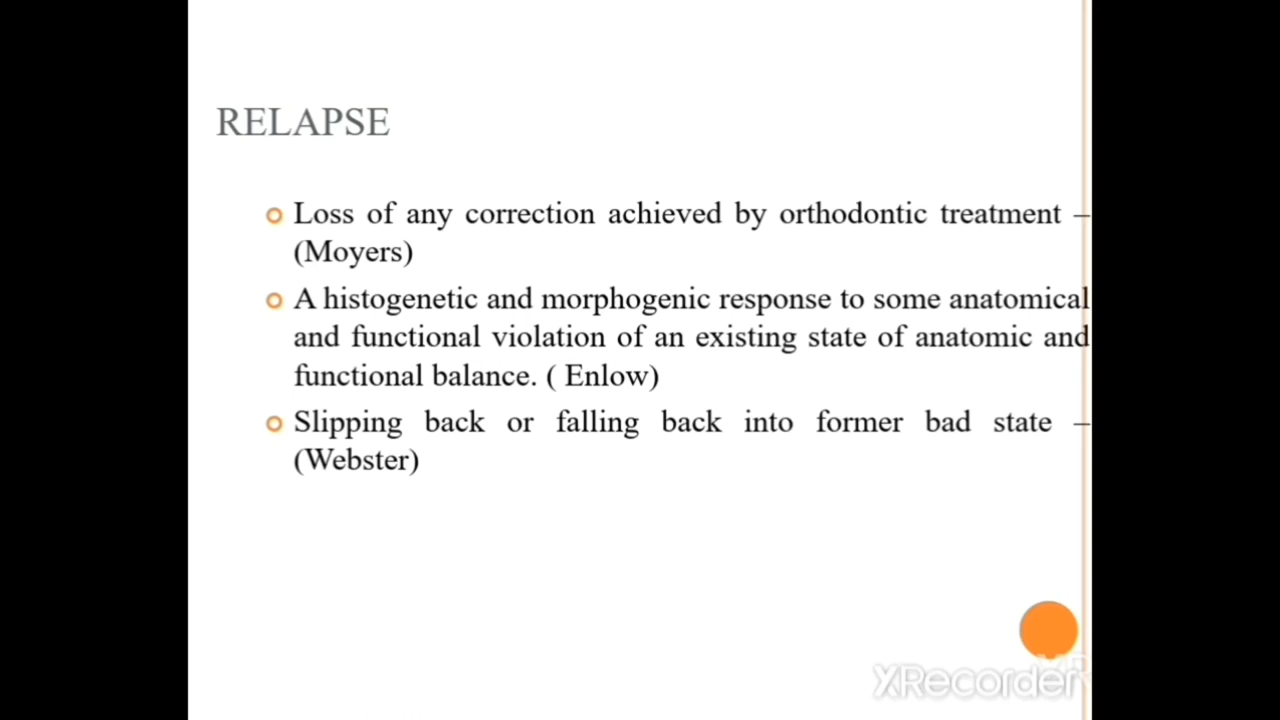 RELAPSE
Loss of any correction achieved by orthodontic treatment –
(Moyers)
A histogenetic and morphogenic response to some anatomical
and functional violation of an existing state of anatomic and
functional balance. ( Enlow)
Slipping back or falling back into former bad state –
(Webster)
XRecorder